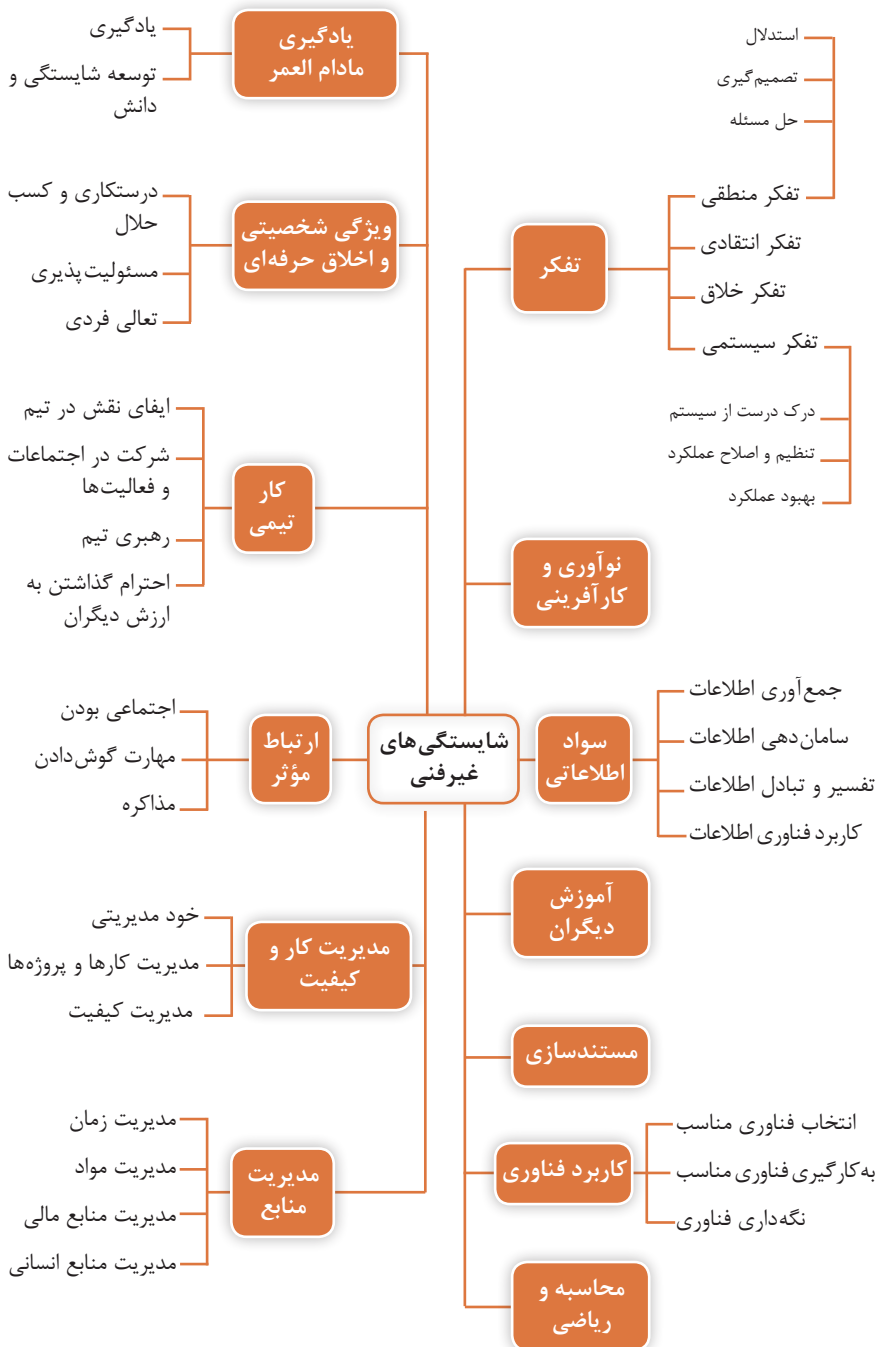 شایستگی‌های
غیرفنی
تفکر
تفکر منطقی
استدلال
تصمیم‌گیری
حل مسئله
تفکر انتقادی
تفکر خلاق
تفکر سیستمی
درک درست از سیستم
تنظیم و اصلاح عملکرد
بهبود عملکرد
نوآوری و
کارآفرینی
سواد
اطلاعاتی
جمع‌آوری اطلاعات
سامان‌دهی اطلاعات
تفسیر و تبادل اطلاعات
کاربرد فناوری اطلاعات
آموزش
دیگران
مستندسازی
کاربرد فناوری
انتخاب فناوری مناسب
به‌کارگیری فناوری مناسب
نگه‌داری فناوری
محاسبه و
ریاضی
یادگیری
مادام العمر
یادگیری
توسعه شایستگی و
دانش
ویژگی شخصیتی
و اخلاق حرفه‌ای
درستکاری و کسب
حلال
مسئولیت‌پذیری
تعالی فردی
کار
تیمی
ایفای نقش در تیم
شرکت در اجتماعات
و فعالیت‌ها
رهبری تیم
احترام گذاشتن به
ارزش دیگران
ارتباط
مؤثر
اجتماعی بودن
مهارت گوش‌دادن
مذاکره
مدیریت کار و
کیفیت
خود مدیریتی
مدیریت کارها و پروژه‌ها
مدیریت کیفیت
مدیریت
منابع
مدیریت زمان
مدیریت مواد
مدیریت منابع مالی
مدیریت منابع انسانی